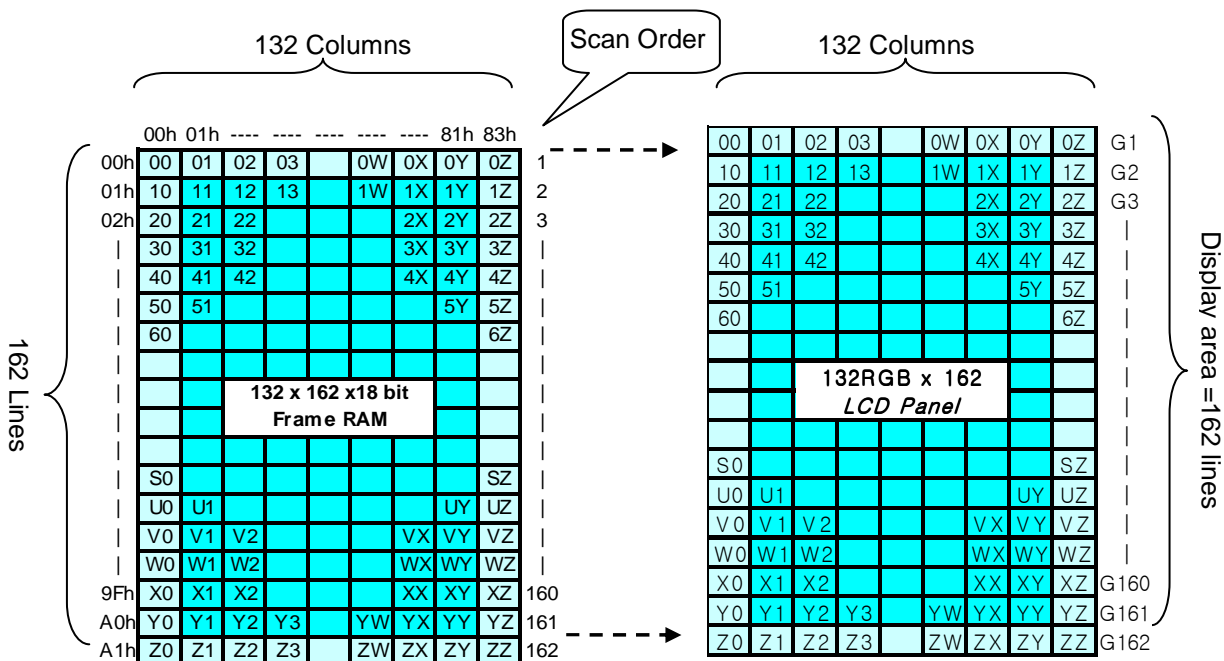 132 Columns
Scan Order
132 Columns
00h 01h ---- ---- ---- ---- ---- 81h 83h
00h 00 01 02 03 0W 0X 0Y 0Z 1
01h 10 11 12 13 1W 1X 1Y 1Z 2
02h 20 21 22 2X 2Y 2Z 3
30 31 32 3X 3Y 3Z
40 41 42 4X 4Y 4Z
50 51 5Y 5Z
60 6Z
132 x 162 x18 bit
Frame RAM
S0 SZ
U0 U1 UY UZ
V0 V1 V2 VX VY VZ
W0 W1 W2 WX WY WZ
9Fh X0 X1 X2 XX XY XZ 160
A0h Y0 Y1 Y2 Y3 YW YX YY YZ 161
A1h Z0 Z1 Z2 Z3 ZW ZX ZY ZZ 162
162 Lines
00 01 02 03 0W 0X 0Y 0Z G1
10 11 12 13 1W 1X 1Y 1Z G2
20 21 22 2X 2Y 2Z G3
30 31 32 3X 3Y 3Z
40 41 42 4X 4Y 4Z
50 51 5Y 5Z
60 6Z
132RGB x 162
LCD Panel
S0 SZ
U0 U1 UY UZ
V0 V1 V2 VX VY VZ
W0 W1 W2 WX WY WZ
X0 X1 X2 XX XY XZ G160
Y0 Y1 Y2 Y3 YW YX YY YZ G161
Z0 Z1 Z2 Z3 ZW ZX ZY ZZ G162
Display area =162 lines